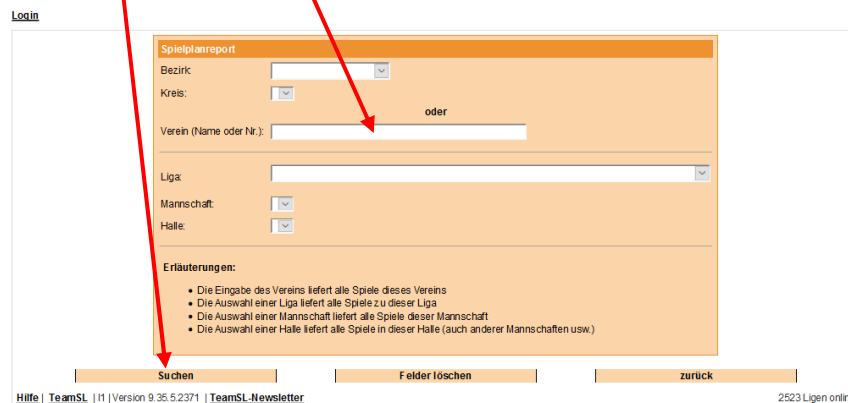 Login
Spielplanreport
Bezirk:
Kreis:
oder
Verein (Name oder Nr.):
Liga:
Mannschaft:
Halle:
Erläuterungen:
• Die Eingabe des Vereins liefert alle Spiele dieses Vereins
• Die Auswahl einer Liga liefert alle Spiele zu dieser Liga
• Die Auswahl einer Mannschaft liefert alle Spiele dieser Mannschaft
• Die Auswahl einer Halle liefert alle Spiele in dieser Halle (auch anderer Mannschaften usw.)
Suchen Felder löschen zurück
Hilfe | TeamSL | l1 | Version 9.35.5.2371 | TeamSL-Newsletter 2523 Ligen onlin